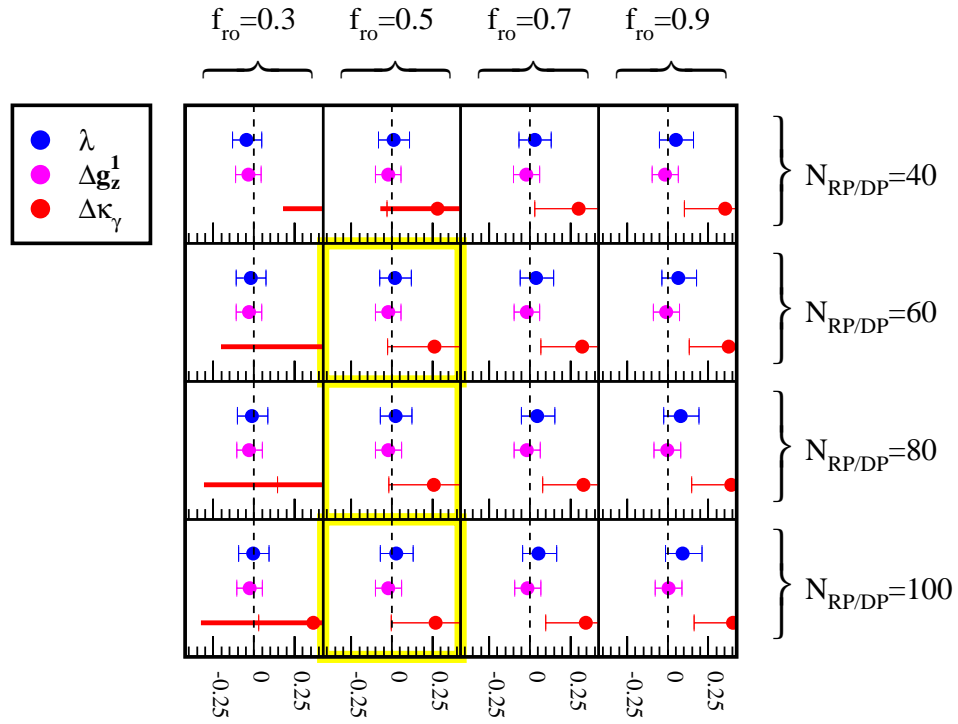 f_ro=0.3 f_ro=0.5 f_ro=0.7 f_ro=0.9
λ
Δg_z^1
Δκ_γ
N_RP/DP=40
N_RP/DP=60
N_RP/DP=80
N_RP/DP=100
-0.25 0 0.25 -0.25 0 0.25 -0.25 0 0.25 -0.25 0 0.25